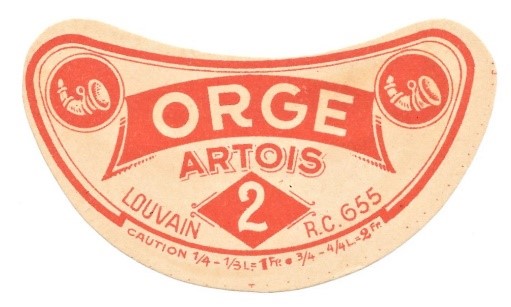 ORGE
ARTOIS
LOUVAIN 2 R.C. 655
CAUTION 1/4 - 1/3 L. = 1 Fr. • 3/4 - 4/4 L. = 2 Fr.